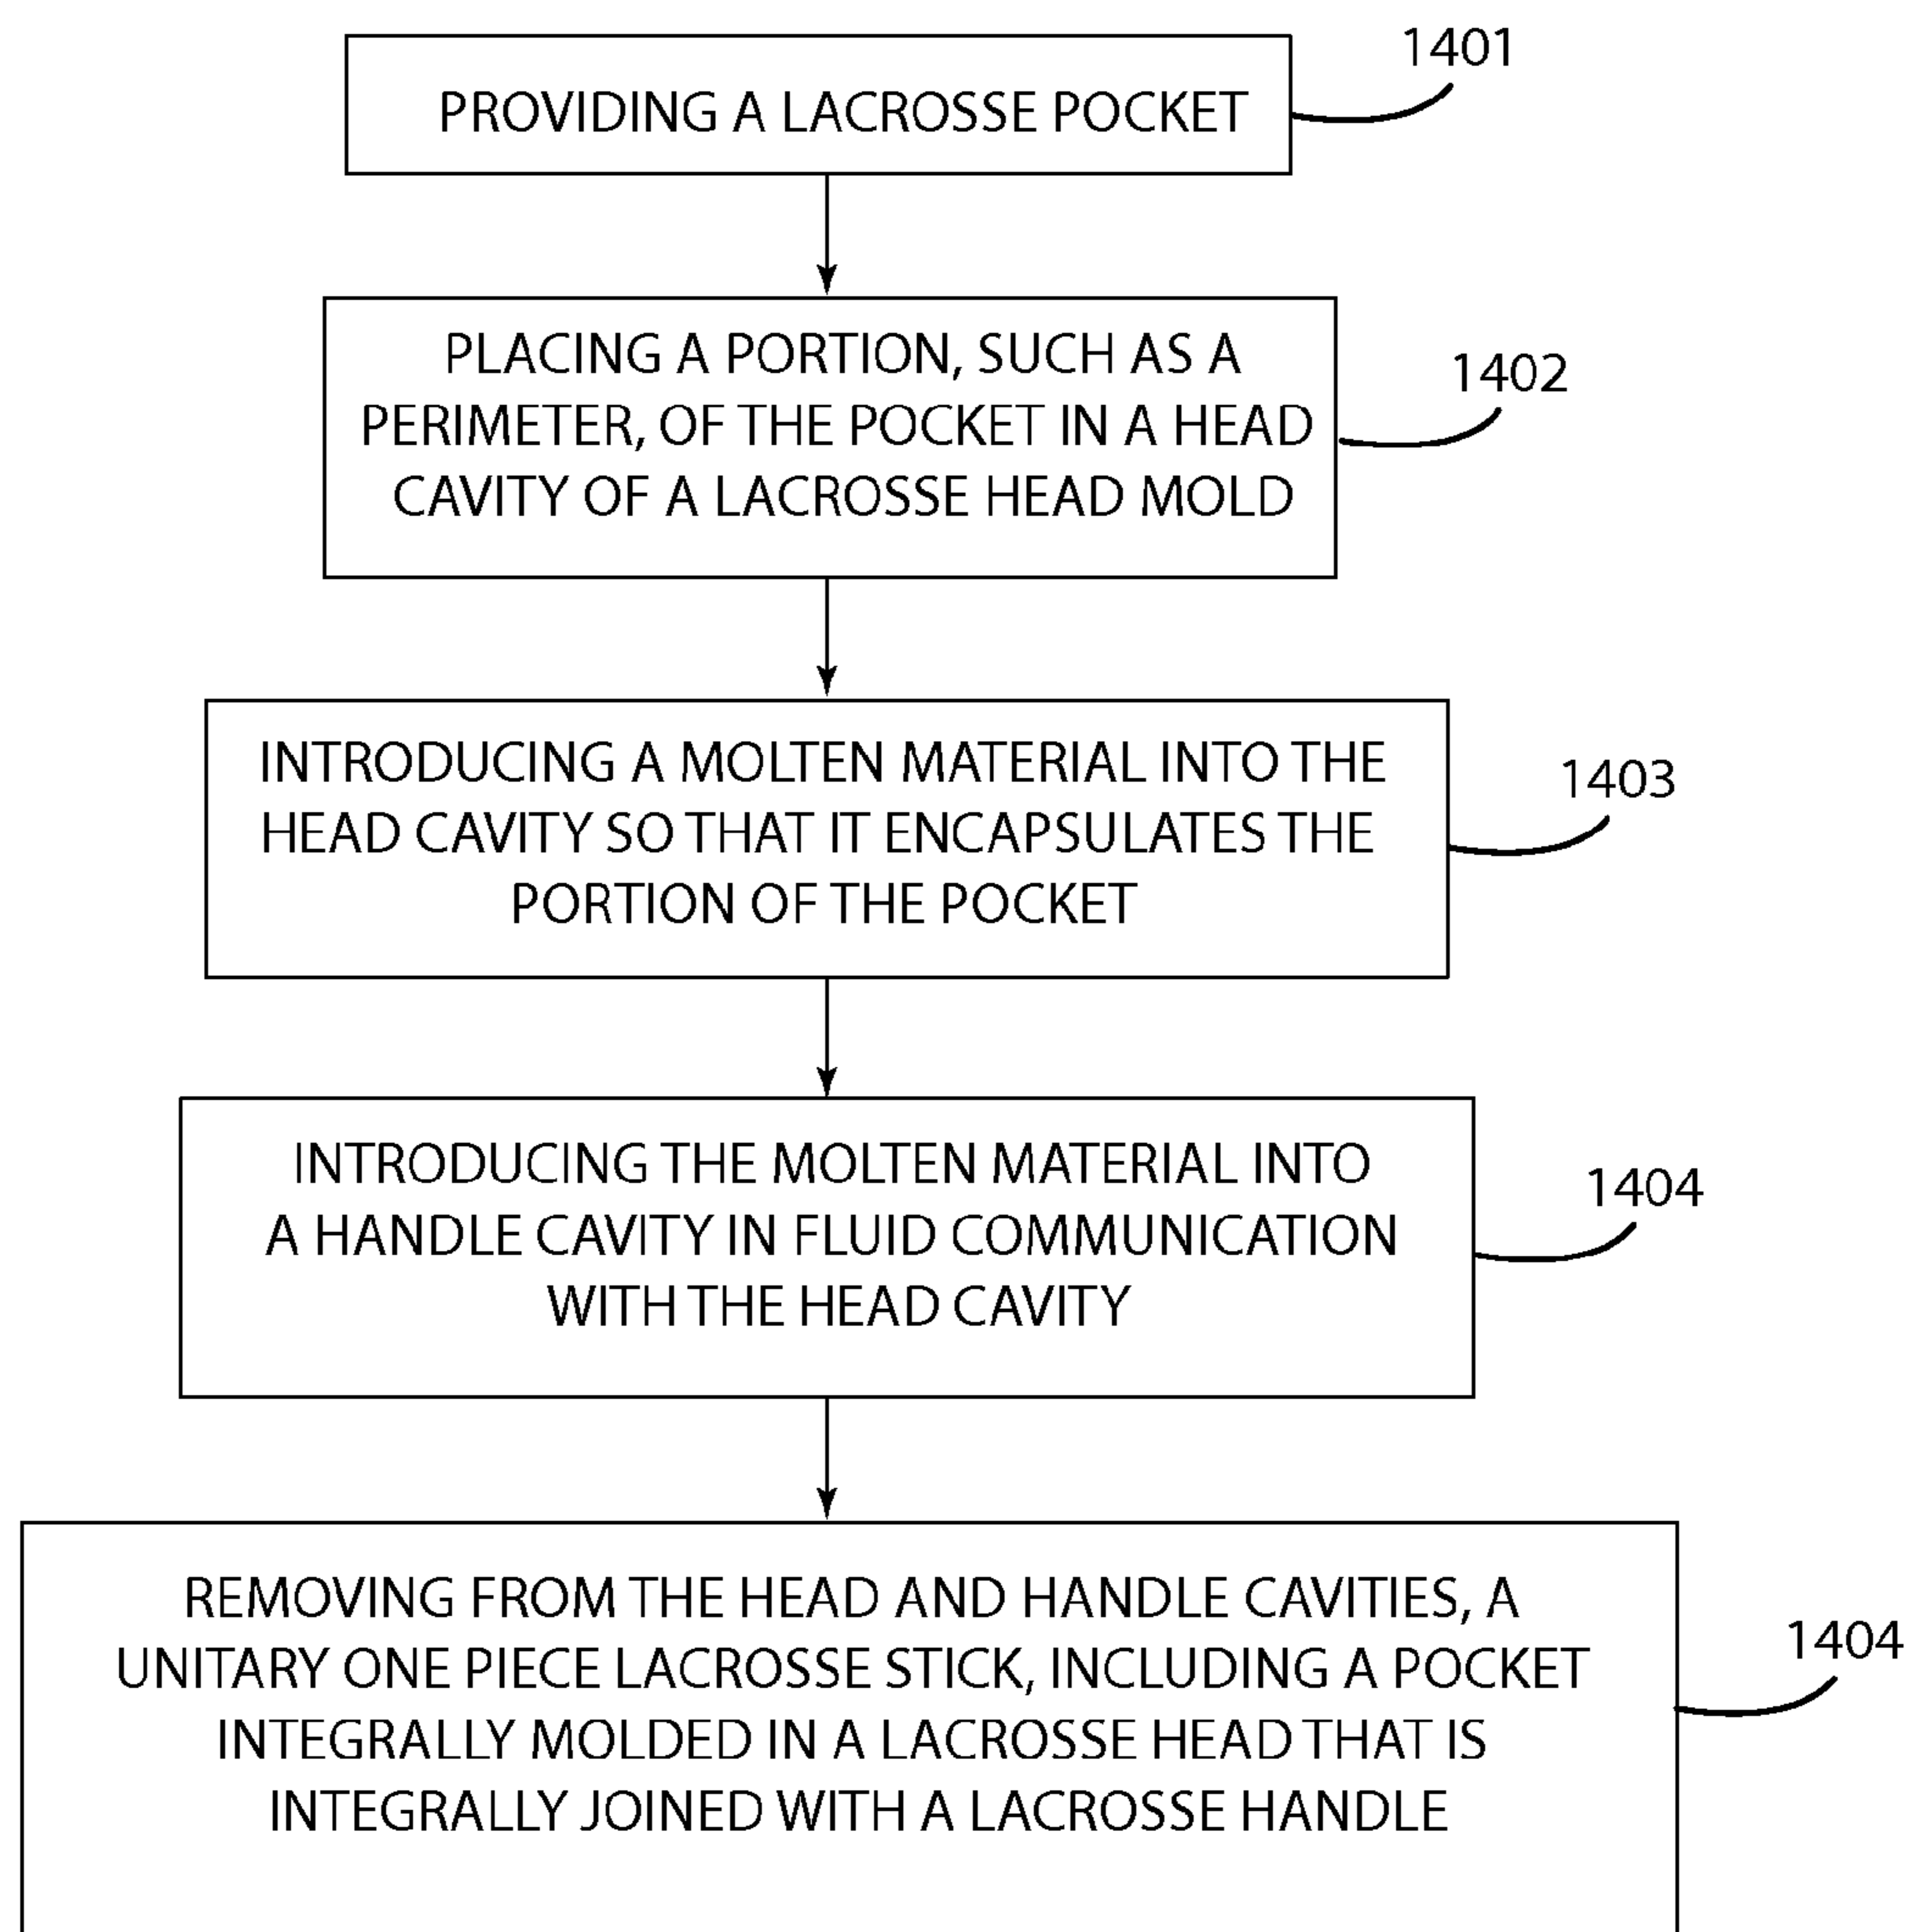 1401
PROVIDING A LACROSSE POCKET
PLACING A PORTION, SUCH AS A
1402
PERIMETER, OF THE POCKET IN A HEAD
CAVITY OF A LACROSSE HEAD MOLD
INTRODUCING A MOLTEN MATERIAL INTO THE
1403
HEAD CAVITY SO THAT IT ENCAPSULATES THE
PORTION OF THE POCKET
INTRODUCING THE MOLTEN MATERIAL INTO
1404
A HANDLE CAVITY IN FLUID COMMUNICATION
WITH THE HEAD CAVITY
REMOVING FROM THE HEAD AND HANDLE CAVITIES, A
1404
UNITARY ONE PIECE LACROSSE STICK, INCLUDING A POCKET
INTEGRALLY MOLDED IN A LACROSSE HEAD THAT IS
INTEGRALLY JOINED WITH A LACROSSE HANDLE